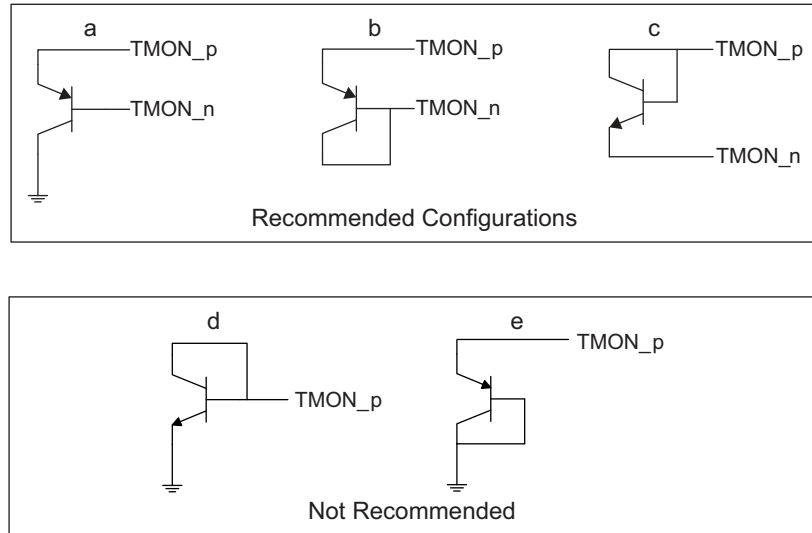 a
b
c
TMON_p
TMON_p
TMON_p
TMON_n
TMON_n
TMON_n
Recommended Configurations
d
e
TMON_p
TMON_p
Not Recommended